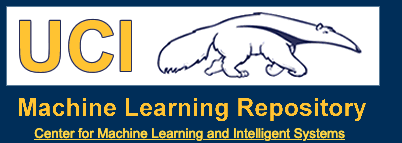 UCI
Machine Learning Repository
Center for Machine Learning and Intelligent Systems